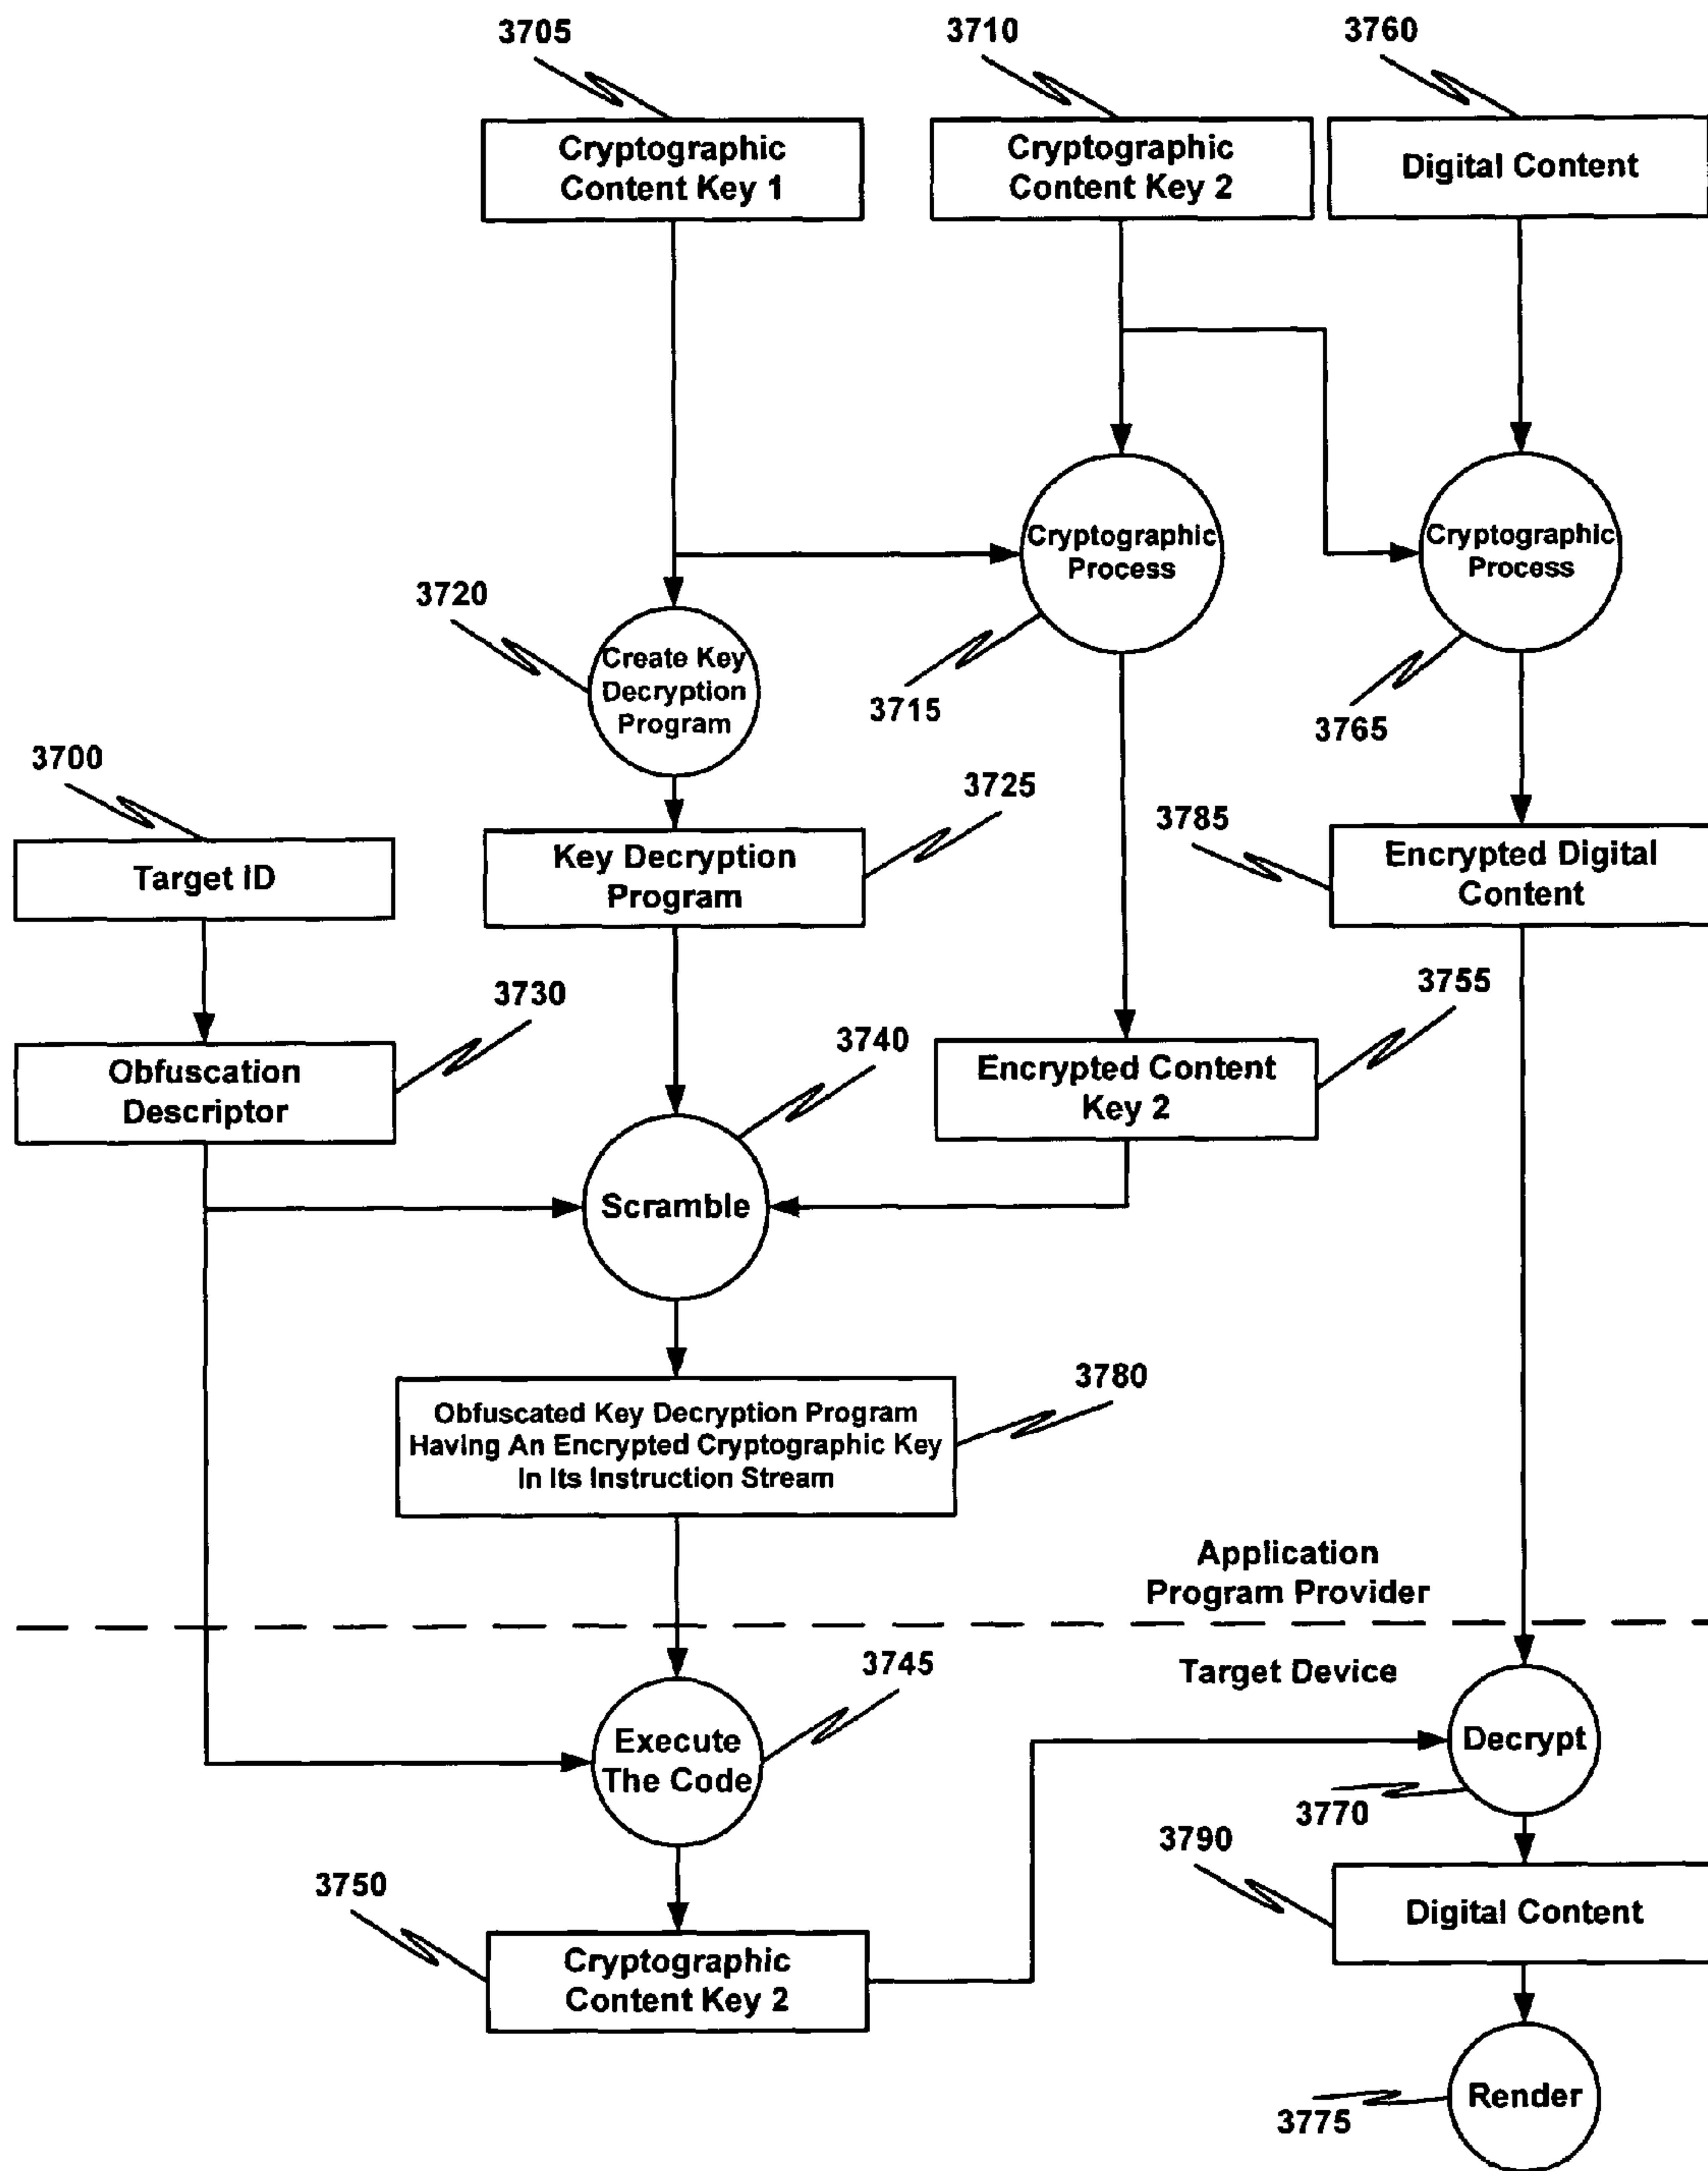 3705
3710
3760
Cryptographic
Content Key 1
Cryptographic
Content Key 2
Digital Content
Cryptographic
Process
Cryptographic
Process
3720
Create Key
Decryption
Program
3715
3765
3700
3725
3785
Target ID
Key Decryption
Program
Encrypted Digital
Content
3730
3755
3740
Obfuscation
Descriptor
Encrypted Content
Key 2
Scramble
3780
Obfuscated Key Decryption Program
Having An Encrypted Cryptographic Key
In Its Instruction Stream
Application
Program Provider
3745
Target Device
Execute
The Code
Decrypt
3770
3790
3750
Digital Content
Cryptographic
Content Key 2
Render
3775